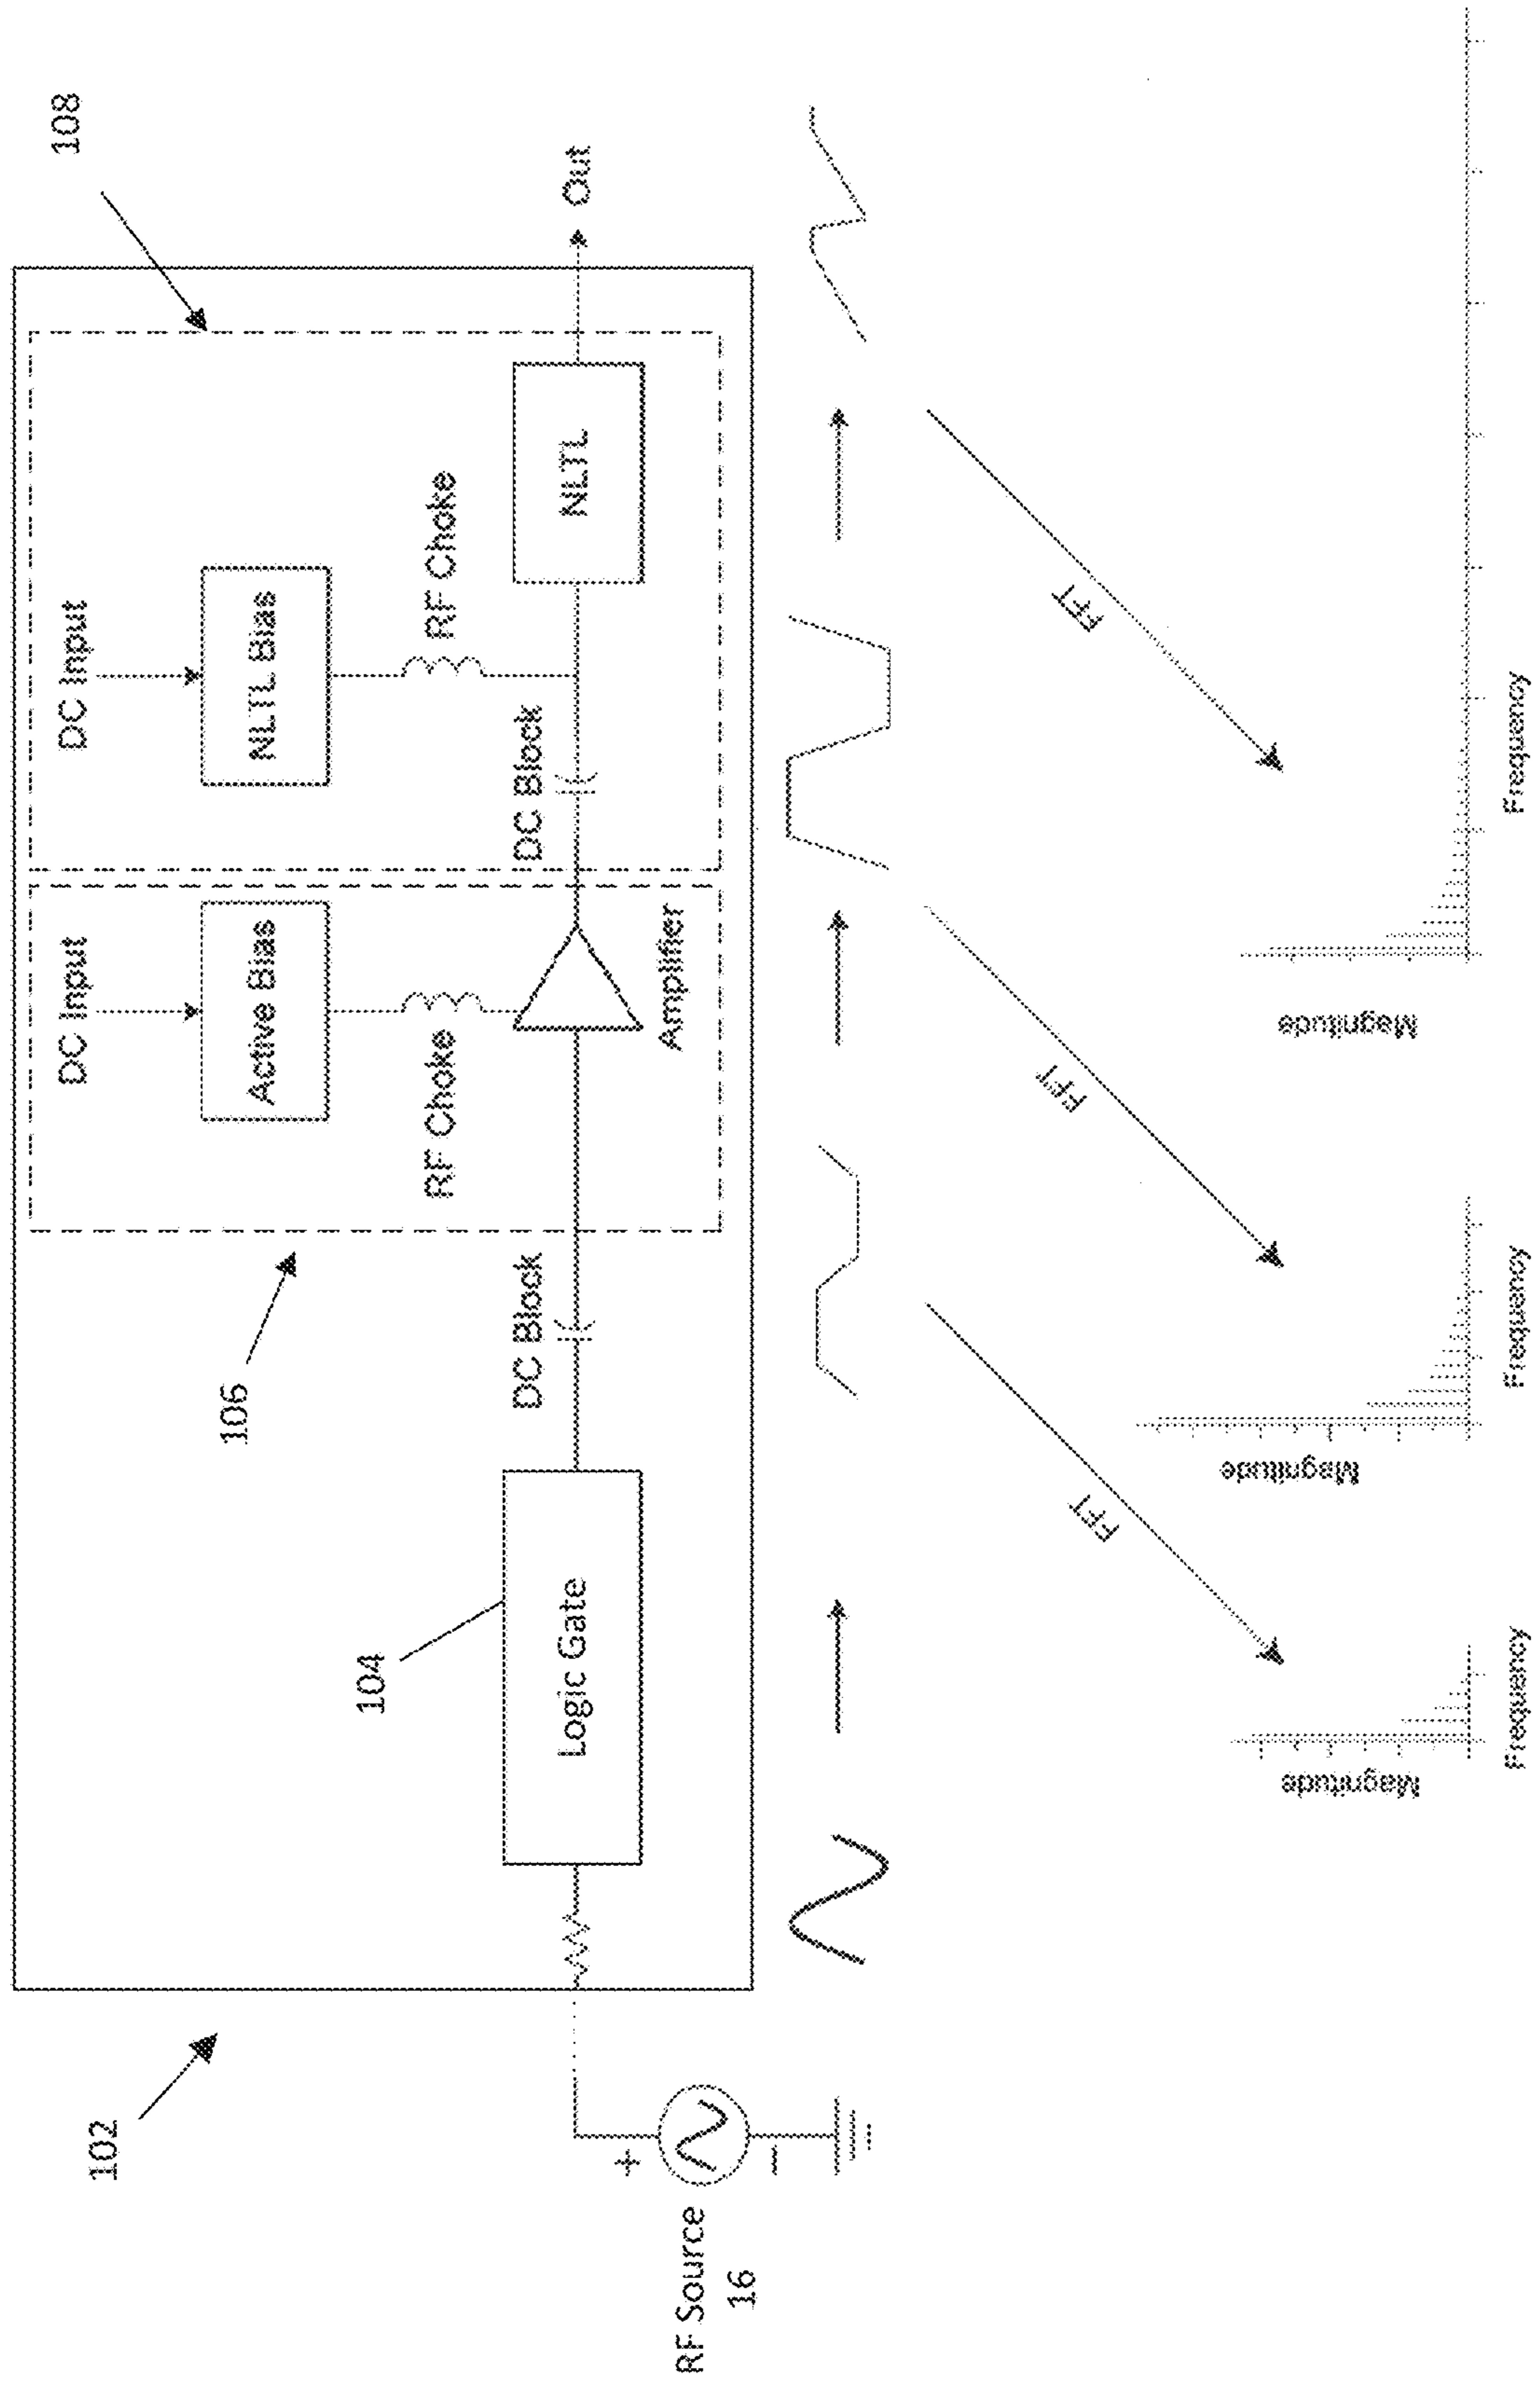 108
DC Input
DC Input
Active Bias
NLTL Bias
RF Choke
RF Choke
106
104
102
DC Block
DC Block
Logic Gate
NLTL
Out
Amplifier
+
−
RF Source
16
FFT
FFT
FFT
Magnitude
Magnitude
Magnitude
Frequency
Frequency
Frequency